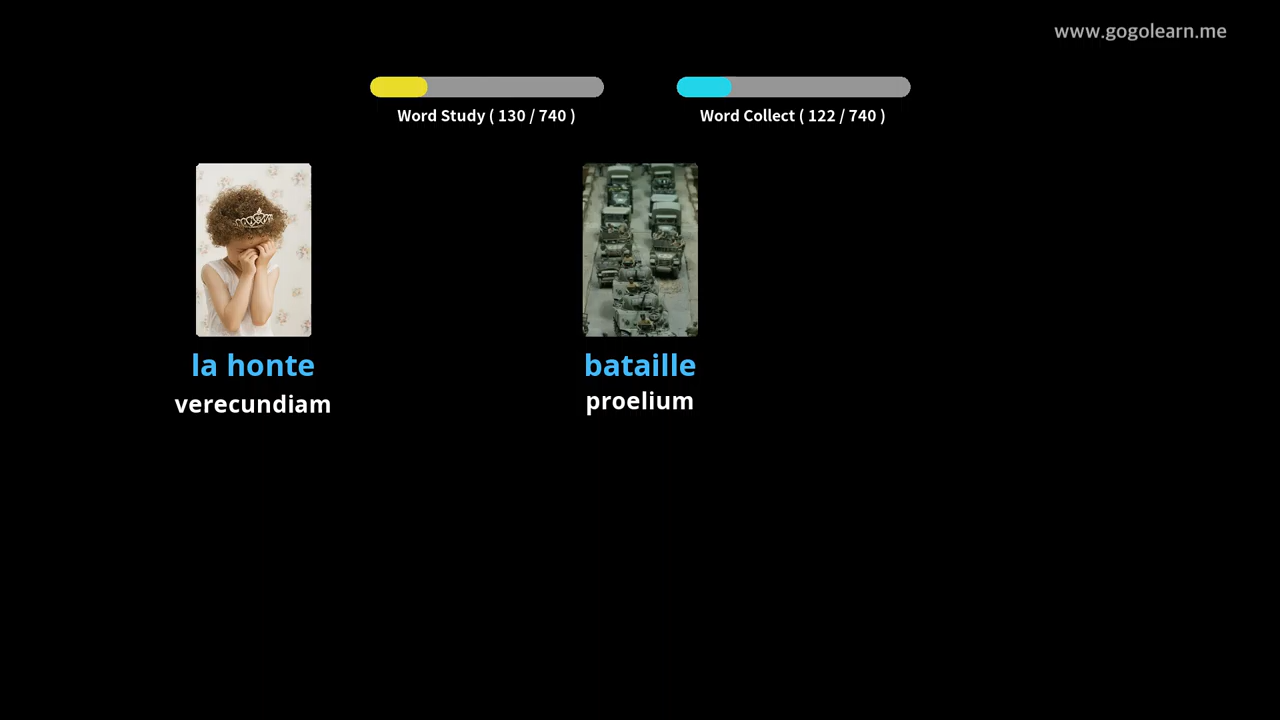 www.gogolearn.me
Word Study ( 130 / 740 )
Word Collect ( 122 / 740 )
la honte
verecundiam
bataille
proelium